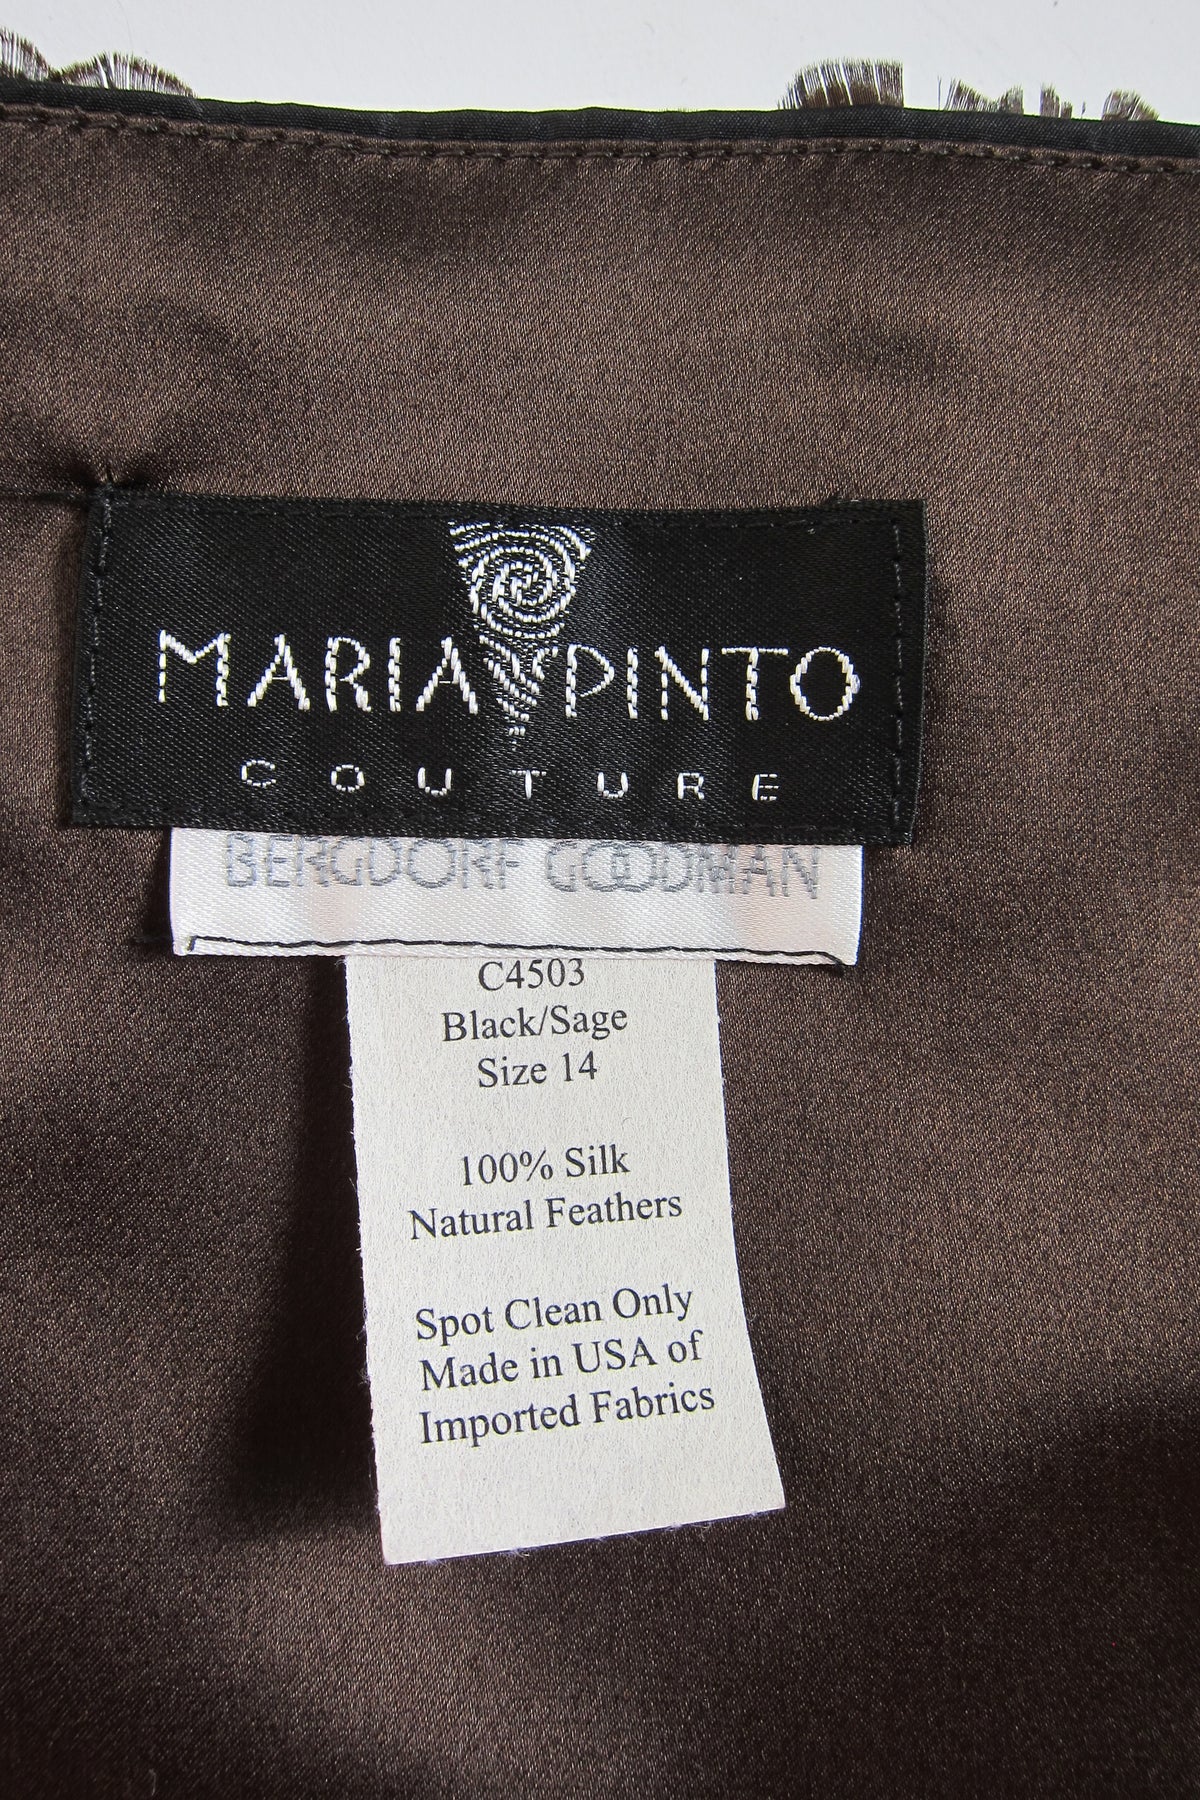 MARIA PINTO
COUTURE
BERGDORF GOODMAN
C4503
Black/Sage
Size 14
100% Silk
Natural Feathers
Spot Clean Only
Made in USA of
Imported Fabrics